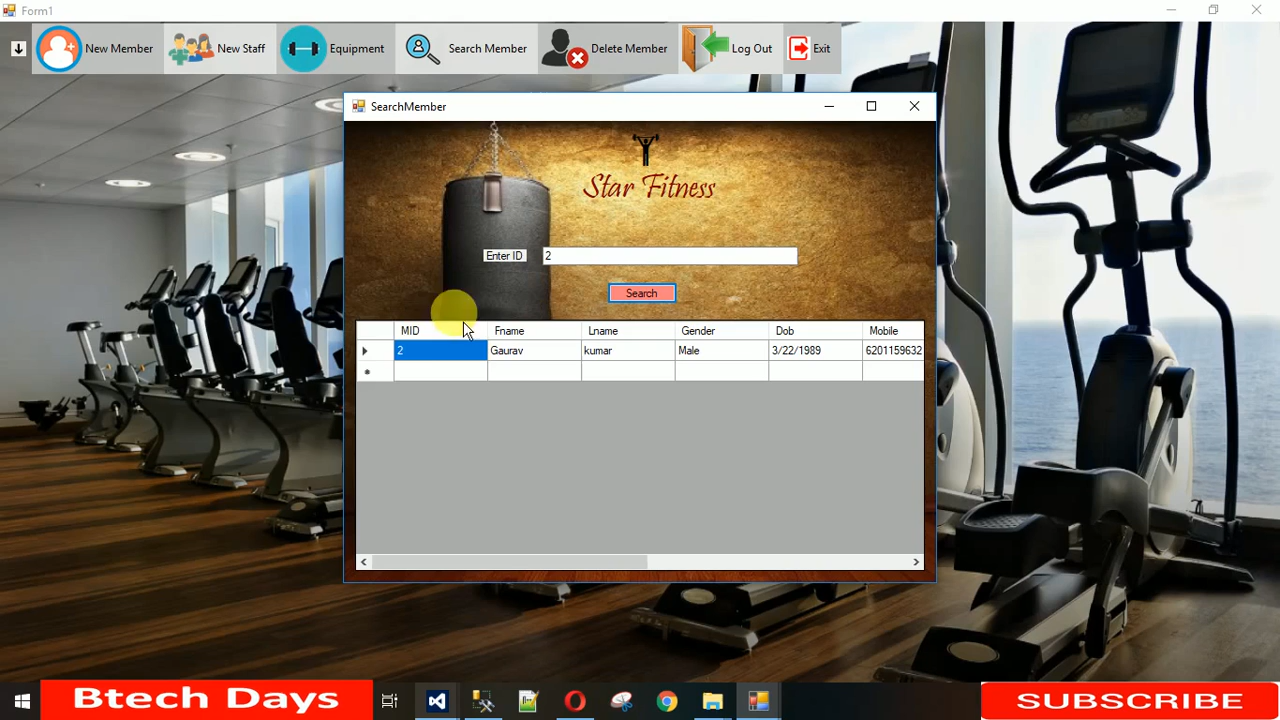 Form1
New Member
New Staff
Equipment
Search Member
Delete Member
Log Out
Exit
SearchMember
Star Fitness
Enter ID
2
Search
MID Fname Lname Gender Dob Mobile
2 Gaurav kumar Male 3/22/1989 6201159632
Btech Days
SUBSCRIBE